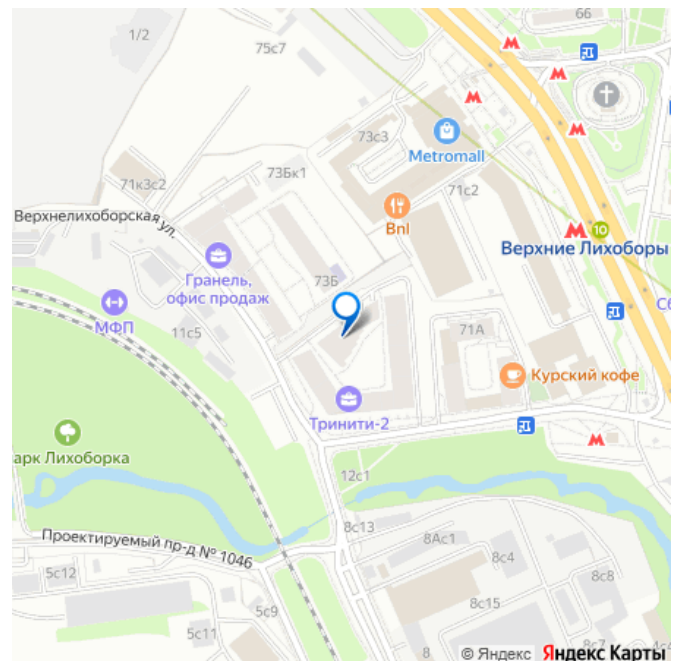 66
1/2
75с7
73с3
Metromall
71к3с2
73Бк1
71с2
Верхнелихоборская ул.
Bnl
10
Верхние Лихоборы
Гранель,
офис продаж
73Б
МФП
11с5
71А
Курский кофе
Тринити-2
арк Лихоборка
12с1
8с13
8Ас1
Проектируемый пр-д № 1046
8с4
5с12
8с8
8с15
5с9
5с11
8
8с7
© Яндекс Яндекс Карты